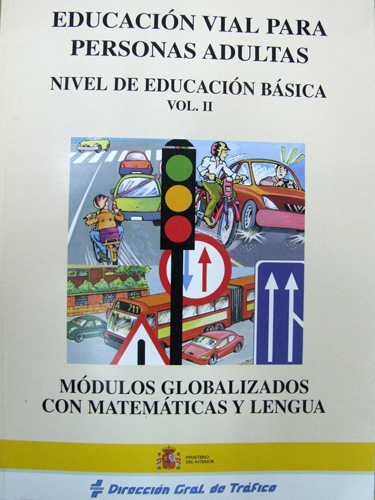 EDUCACIÓN VIAL PARA
PERSONAS ADULTAS
NIVEL DE EDUCACIÓN BÁSICA
VOL. II
A 711
MÓDULOS GLOBALIZADOS
CON MATEMÁTICAS Y LENGUA
MINISTERIO
DEL INTERIOR
Dirección Gral. de Tráfico